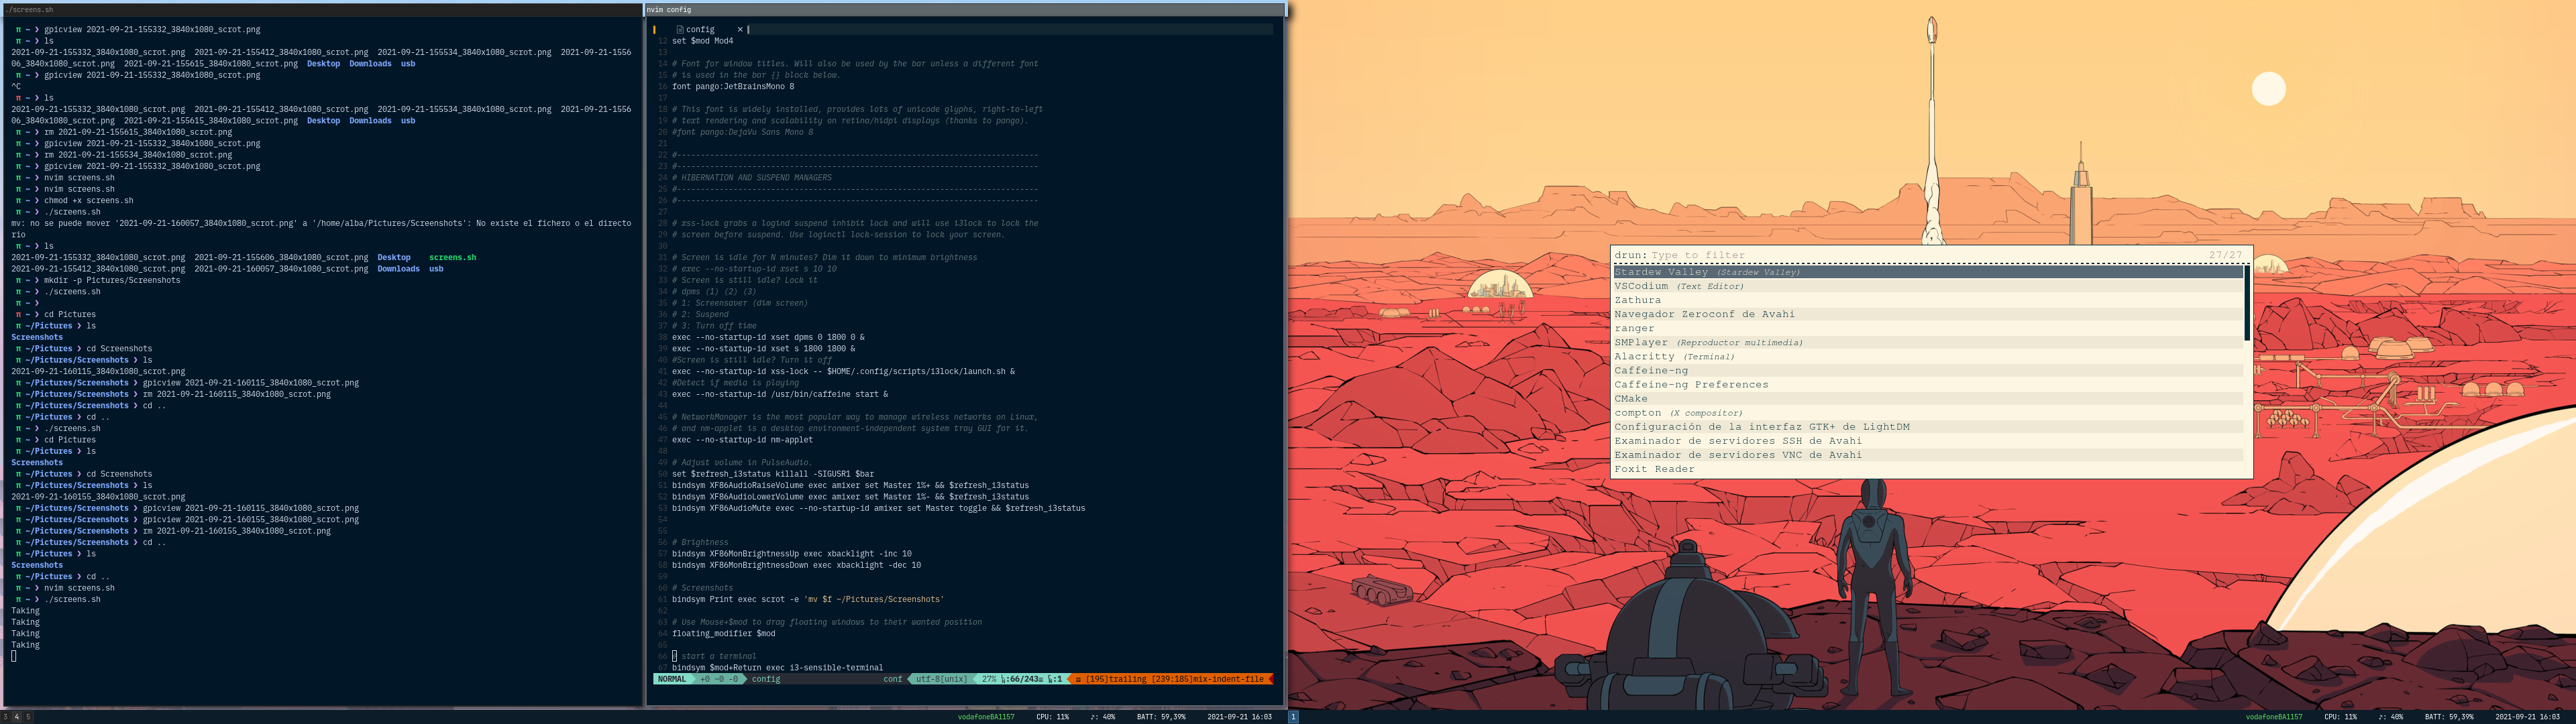 ./screens.sh
π ~ ❯ gpicview 2021-09-21-155332_3840x1080_scrot.png
π ~ ❯ ls
2021-09-21-155332_3840x1080_scrot.png  2021-09-21-155412_3840x1080_scrot.png  2021-09-21-155534_3840x1080_scrot.png  2021-09-21-1556
06_3840x1080_scrot.png  2021-09-21-155615_3840x1080_scrot.png  Desktop  Downloads  usb
π ~ ❯ gpicview 2021-09-21-155332_3840x1080_scrot.png
^C
π ~ ❯ ls
2021-09-21-155332_3840x1080_scrot.png  2021-09-21-155412_3840x1080_scrot.png  2021-09-21-155534_3840x1080_scrot.png  2021-09-21-1556
06_3840x1080_scrot.png  2021-09-21-155615_3840x1080_scrot.png  Desktop  Downloads  usb
π ~ ❯ rm 2021-09-21-155615_3840x1080_scrot.png
π ~ ❯ gpicview 2021-09-21-155332_3840x1080_scrot.png
π ~ ❯ rm 2021-09-21-155534_3840x1080_scrot.png
π ~ ❯ gpicview 2021-09-21-155332_3840x1080_scrot.png
π ~ ❯ nvim screens.sh
π ~ ❯ nvim screens.sh
π ~ ❯ chmod +x screens.sh
π ~ ❯ ./screens.sh
mv: no se puede mover '2021-09-21-160057_3840x1080_scrot.png' a '/home/alba/Pictures/Screenshots': No existe el fichero o el directo
rio
π ~ ❯ ls
2021-09-21-155332_3840x1080_scrot.png  2021-09-21-155606_3840x1080_scrot.png  Desktop    screens.sh
2021-09-21-155412_3840x1080_scrot.png  2021-09-21-160057_3840x1080_scrot.png  Downloads  usb
π ~ ❯ mkdir -p Pictures/Screenshots
π ~ ❯ ./screens.sh
π ~ ❯
π ~ ❯ cd Pictures
π ~/Pictures ❯ ls
Screenshots
π ~/Pictures ❯ cd Screenshots
π ~/Pictures/Screenshots ❯ ls
2021-09-21-160115_3840x1080_scrot.png
π ~/Pictures/Screenshots ❯ gpicview 2021-09-21-160115_3840x1080_scrot.png
π ~/Pictures/Screenshots ❯ rm 2021-09-21-160115_3840x1080_scrot.png
π ~/Pictures/Screenshots ❯ cd ..
π ~/Pictures ❯ cd ..
π ~ ❯ ./screens.sh
π ~ ❯ cd Pictures
π ~/Pictures ❯ ls
Screenshots
π ~/Pictures ❯ cd Screenshots
π ~/Pictures/Screenshots ❯ ls
2021-09-21-160155_3840x1080_scrot.png
π ~/Pictures/Screenshots ❯ gpicview 2021-09-21-160115_3840x1080_scrot.png
π ~/Pictures/Screenshots ❯ gpicview 2021-09-21-160155_3840x1080_scrot.png
π ~/Pictures/Screenshots ❯ rm 2021-09-21-160155_3840x1080_scrot.png
π ~/Pictures/Screenshots ❯ cd ..
π ~/Pictures ❯ ls
Screenshots
π ~/Pictures ❯ cd ..
π ~ ❯ nvim screens.sh
π ~ ❯ ./screens.sh
Taking
Taking
Taking
Taking
nvim config
config ×
12 set $mod Mod4
13
14 # Font for window titles. Will also be used by the bar unless a different font
15 # is used in the bar {} block below.
16 font pango:JetBrainsMono 8
17
18 # This font is widely installed, provides lots of unicode glyphs, right-to-left
19 # text rendering and scalability on retina/hidpi displays (thanks to pango).
20 #font pango:DejaVu Sans Mono 8
21
22 #-----------------------------------------------------------------------------
23 #-----------------------------------------------------------------------------
24 # HIBERNATION AND SUSPEND MANAGERS
25 #-----------------------------------------------------------------------------
26 #-----------------------------------------------------------------------------
27
28 # xss-lock grabs a logind suspend inhibit lock and will use i3lock to lock the
29 # screen before suspend. Use loginctl lock-session to lock your screen.
30
31 # Screen is idle for N minutes? Dim it down to minimum brightness
32 # exec --no-startup-id xset s 10 10
33 # Screen is still idle? Lock it
34 # dpms (1) (2) (3)
35 # 1: Screensaver (dim screen)
36 # 2: Suspend
37 # 3: Turn off time
38 exec --no-startup-id xset dpms 0 1800 0 &
39 exec --no-startup-id xset s 1800 1800 &
40 #Screen is still idle? Turn it off
41 exec --no-startup-id xss-lock -- $HOME/.config/scripts/i3lock/launch.sh &
42 #Detect if media is playing
43 exec --no-startup-id /usr/bin/caffeine start &
44
45 # NetworkManager is the most popular way to manage wireless networks on Linux,
46 # and nm-applet is a desktop environment-independent system tray GUI for it.
47 exec --no-startup-id nm-applet
48
49 # Adjust volume in PulseAudio.
50 set $refresh_i3status killall -SIGUSR1 $bar
51 bindsym XF86AudioRaiseVolume exec amixer set Master 1%+ && $refresh_i3status
52 bindsym XF86AudioLowerVolume exec amixer set Master 1%- && $refresh_i3status
53 bindsym XF86AudioMute exec --no-startup-id amixer set Master toggle && $refresh_i3status
54
55
56 # Brightness
57 bindsym XF86MonBrightnessUp exec xbacklight -inc 10
58 bindsym XF86MonBrightnessDown exec xbacklight -dec 10
59
60 # Screenshots
61 bindsym Print exec scrot -e 'mv $f ~/Pictures/Screenshots'
62
63 # Use Mouse+$mod to drag floating windows to their wanted position
64 floating_modifier $mod
65
66 # start a terminal
67 bindsym $mod+Return exec i3-sensible-terminal
NORMAL +0 ~0 -0 config conf utf-8[unix] 27% :66/243 :1 [195]trailing [239:185]mix-indent-file
drun: Type to filter 27/27
Stardew Valley (Stardew Valley)
VSCodium (Text Editor)
Zathura
Navegador Zeroconf de Avahi
ranger
SMPlayer (Reproductor multimedia)
Alacritty (Terminal)
Caffeine-ng
Caffeine-ng Preferences
CMake
compton (X compositor)
Configuración de la interfaz GTK+ de LightDM
Examinador de servidores SSH de Avahi
Examinador de servidores VNC de Avahi
Foxit Reader
3 4 5 vodafoneBA1157 CPU: 11% ♪: 40% BATT: 59,39% 2021-09-21 16:03
1 vodafoneBA1157 CPU: 11% ♪: 40% BATT: 59,39% 2021-09-21 16:03